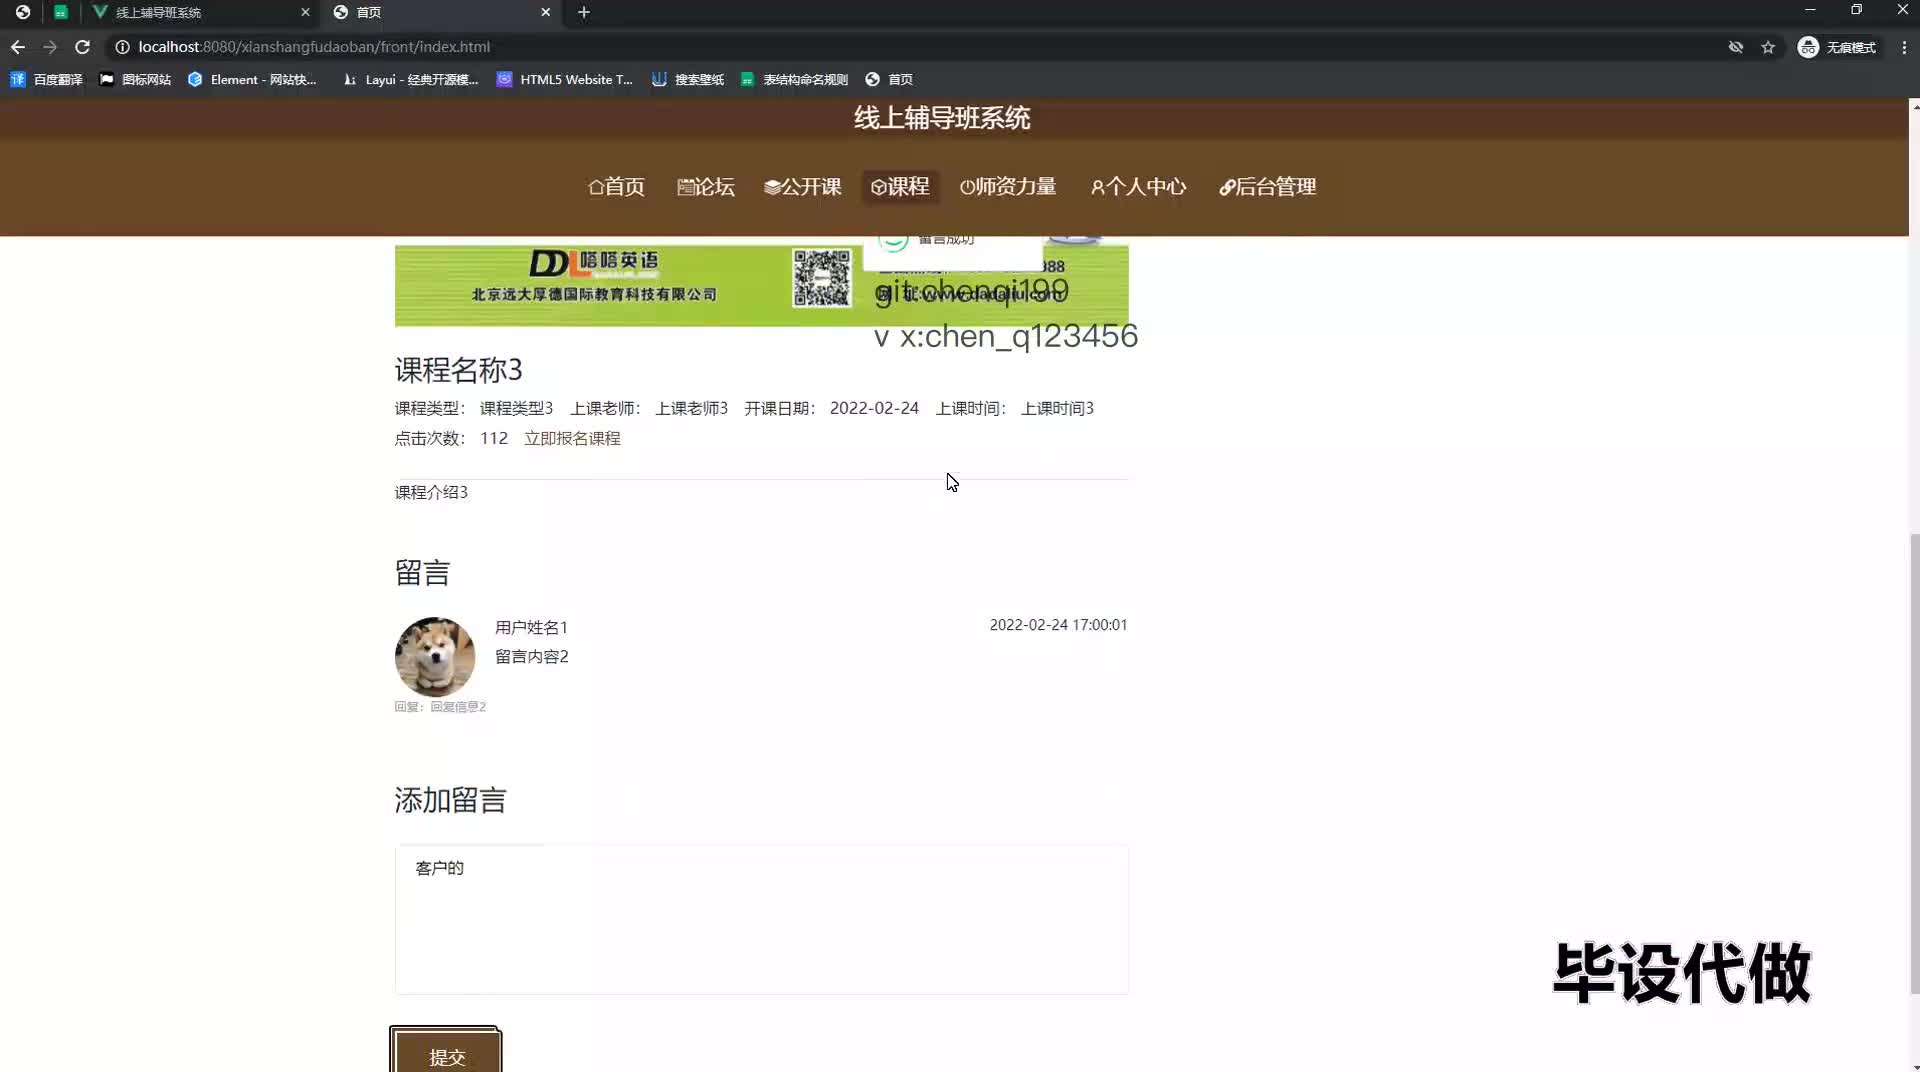 线上辅导班系统
首页
localhost:8080/xianshangfudaoban/front/index.html
无痕模式
百度翻译
图标网站
Element - 网站快...
Layui - 经典开源模...
HTML5 Website T...
搜索壁纸
表结构命名规则
首页
线上辅导班系统
首页
论坛
公开课
课程
师资力量
个人中心
后台管理
留言成功
DDL嗒嗒英语
北京远大厚德国际教育科技有限公司
git:chenqi199
v x:chen_q123456
课程名称3
课程类型： 课程类型3 上课老师： 上课老师3 开课日期： 2022-02-24 上课时间： 上课时间3
点击次数： 112 立即报名课程
课程介绍3
留言
用户姓名1
2022-02-24 17:00:01
留言内容2
回复：回复信息2
添加留言
客户的
毕设代做
提交